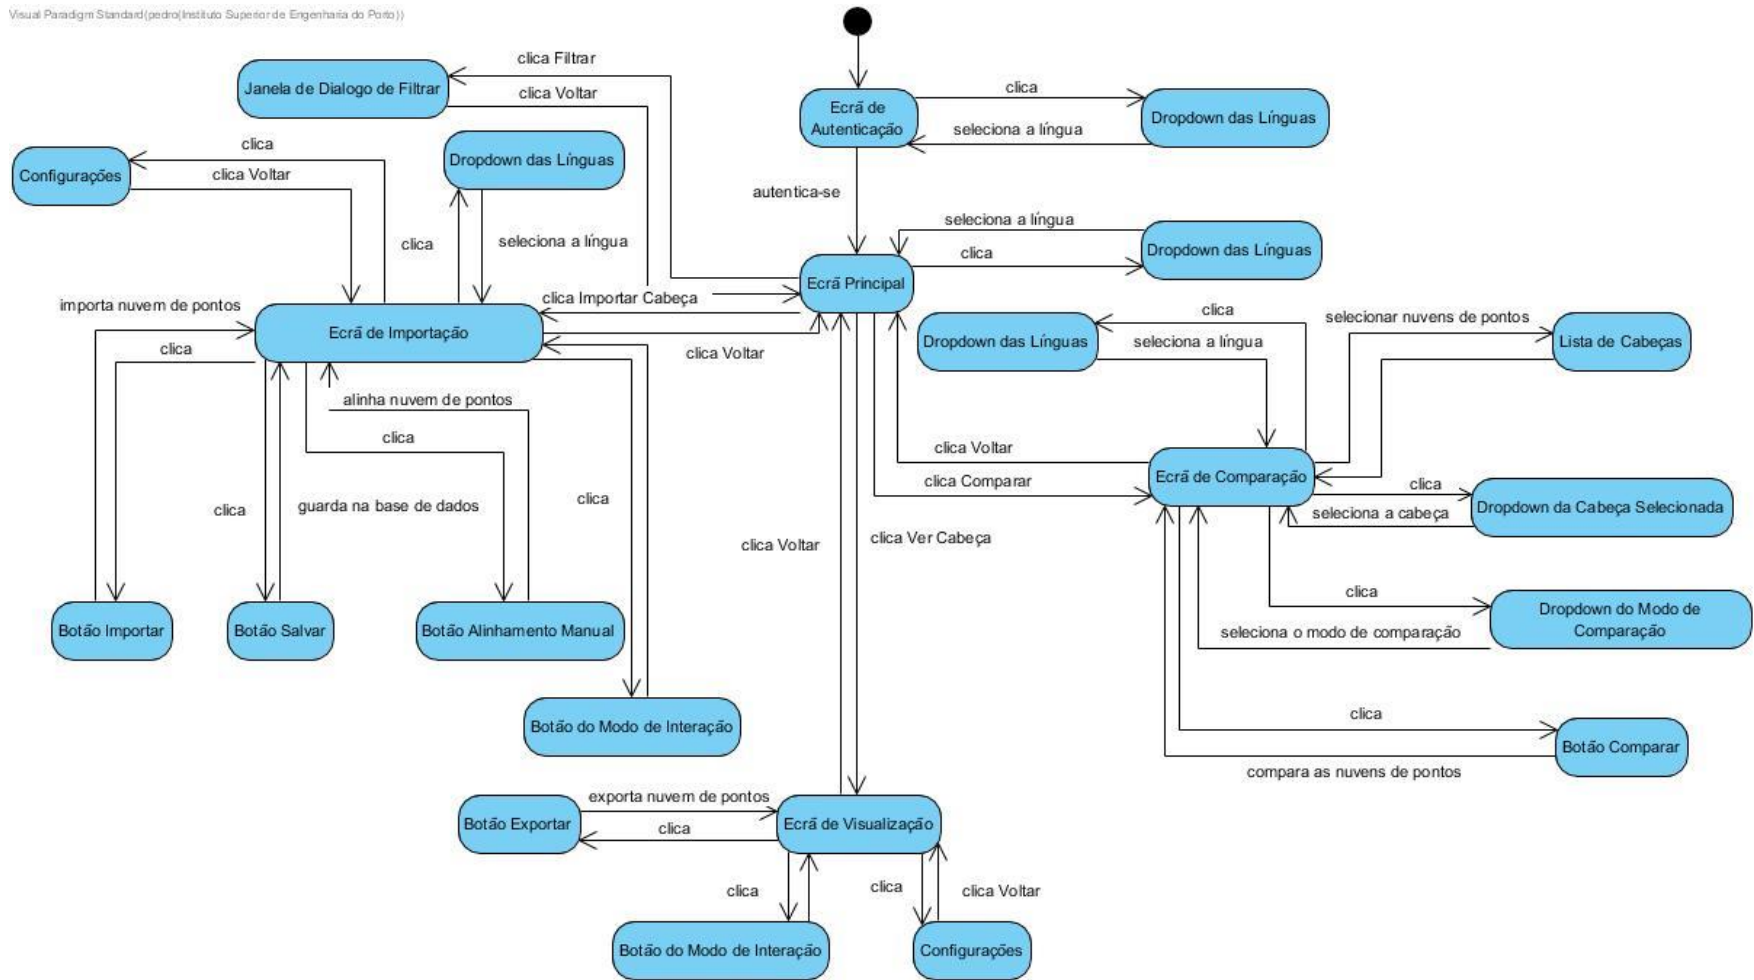 Visual Paradigm Standard(pedro(Instituto Superior de Engenharia do Porto))
clica Filtrar
Janela de Dialogo de Filtrar
clica Voltar
Ecrã de
Autenticação
clica
Dropdown das Línguas
seleciona a língua
clica
Configurações
clica Voltar
Dropdown das Línguas
autentica-se
clica
seleciona a língua
seleciona a língua
clica
Dropdown das Línguas
Ecrã Principal
importa nuvem de pontos
clica Importar Cabeça
Ecrã de Importação
clica
clica Voltar
clica
selecionar nuvens de pontos
Dropdown das Línguas
seleciona a língua
Lista de Cabeças
alinha nuvem de pontos
clica
clica Voltar
Ecrã de Comparação
clica Comparar
clica
guarda na base de dados
clica
clica
Dropdown da Cabeça Selecionada
seleciona a cabeça
clica Voltar
clica Ver Cabeça
clica
Dropdown do Modo de
Comparação
seleciona o modo de comparação
Botão Importar
Botão Salvar
Botão Alinhamento Manual
Botão do Modo de Interação
clica
Botão Comparar
compara as nuvens de pontos
exporta nuvem de pontos
Botão Exportar
clica
Ecrã de Visualização
clica
clica
clica Voltar
Botão do Modo de Interação
Configurações